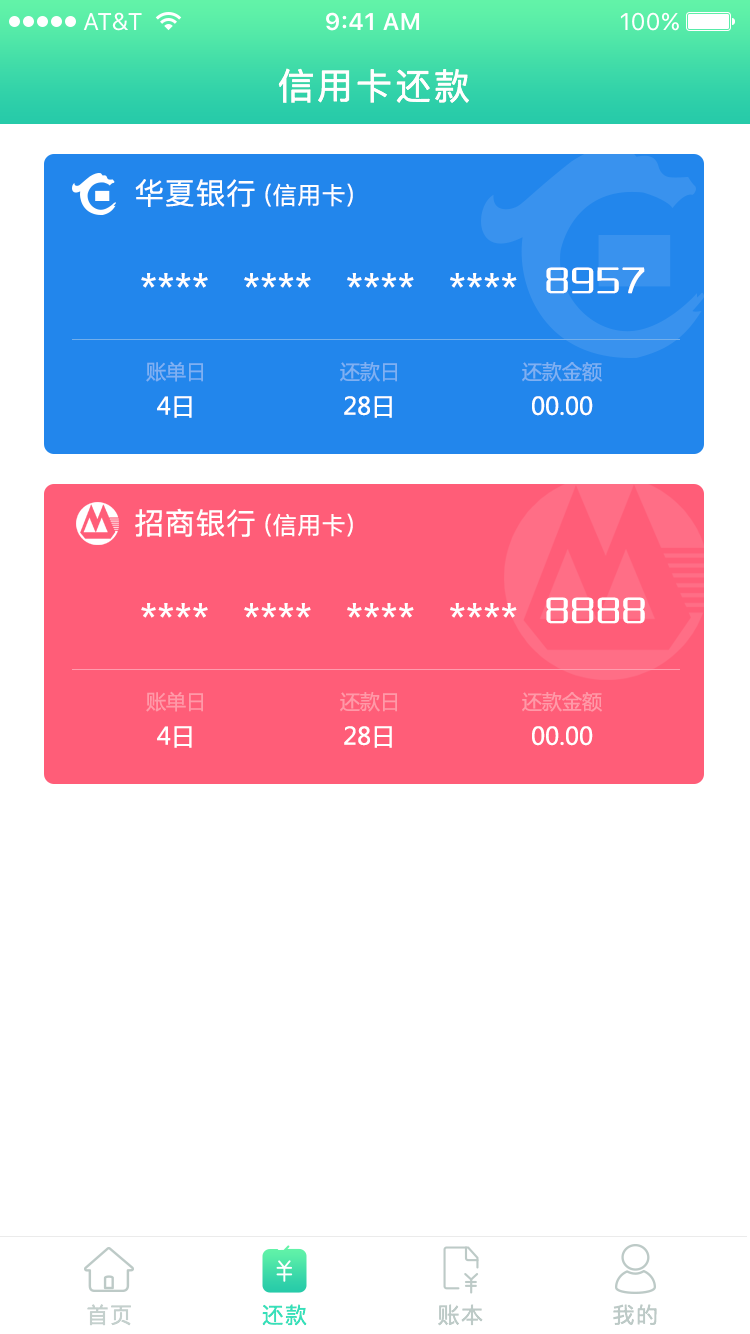 AT&T 9:41 AM 100%
信用卡还款
华夏银行 (信用卡)
**** **** **** **** 8957
账单日 还款日 还款金额
4日 28日 00.00
招商银行 (信用卡)
**** **** **** **** 8888
账单日 还款日 还款金额
4日 28日 00.00
¥ ¥
首页 还款 账本 我的